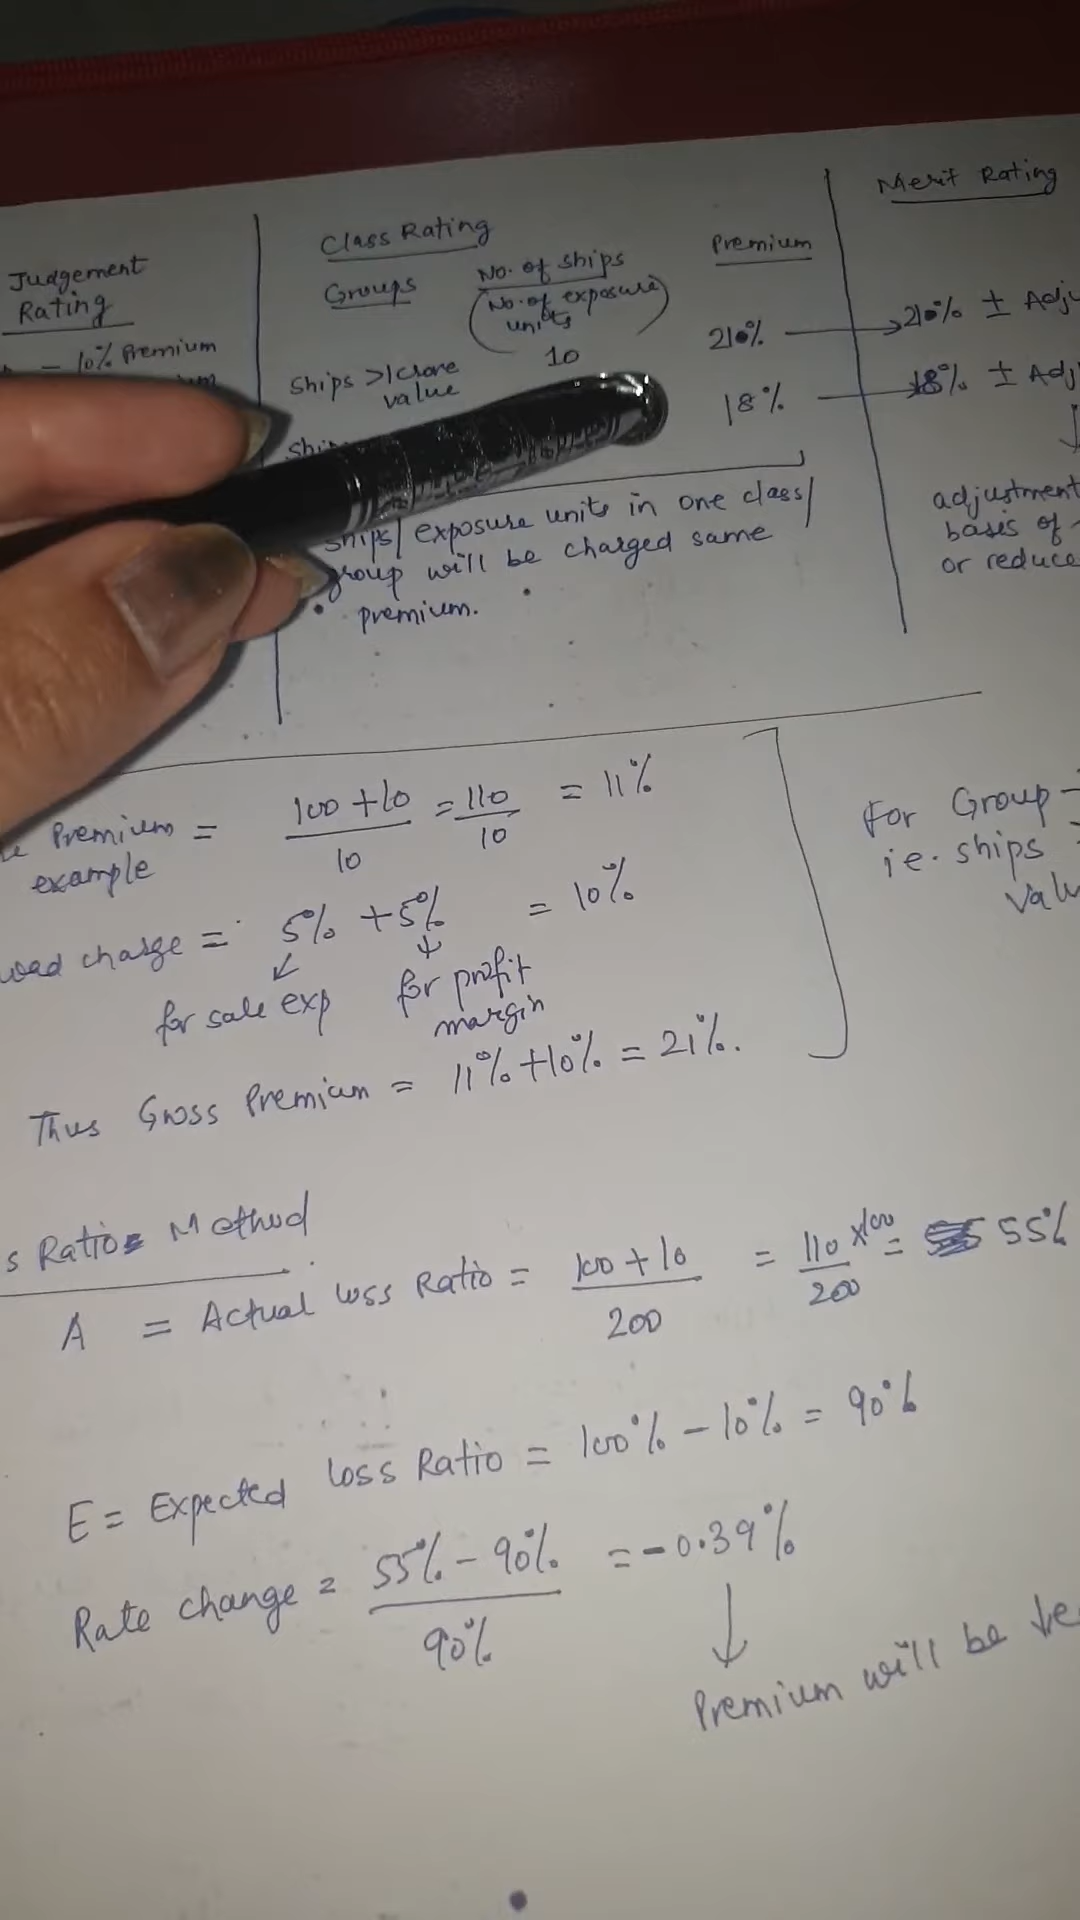 Judgement
Rating
- 10% Premium
Class Rating
Groups
No. of ships
(No. of exposure
units)
Premium
Ships >1 crore
value
10
21%
18%
Ships/ exposure units in one class/
group will be charged same
premium.
Merit Rating
21% ± Adju
18% ± Adj
↓
adjustment
basis of
or reduce
Premium = 100 + 10 / 10 = 110 / 10 = 11%
example
charge = 5% + 5% = 10%
for sale exp for profit
margin
Thus Gross Premium = 11% + 10% = 21%.
For Group
i.e. ships
valu
s Ratio Method
A = Actual loss Ratio = 100 + 10 / 200 = 110 / 200 x100 = 55%
E = Expected loss Ratio = 100% - 10% = 90%
Rate change = 55% - 90% / 90% = -0.39%
↓
Premium will be